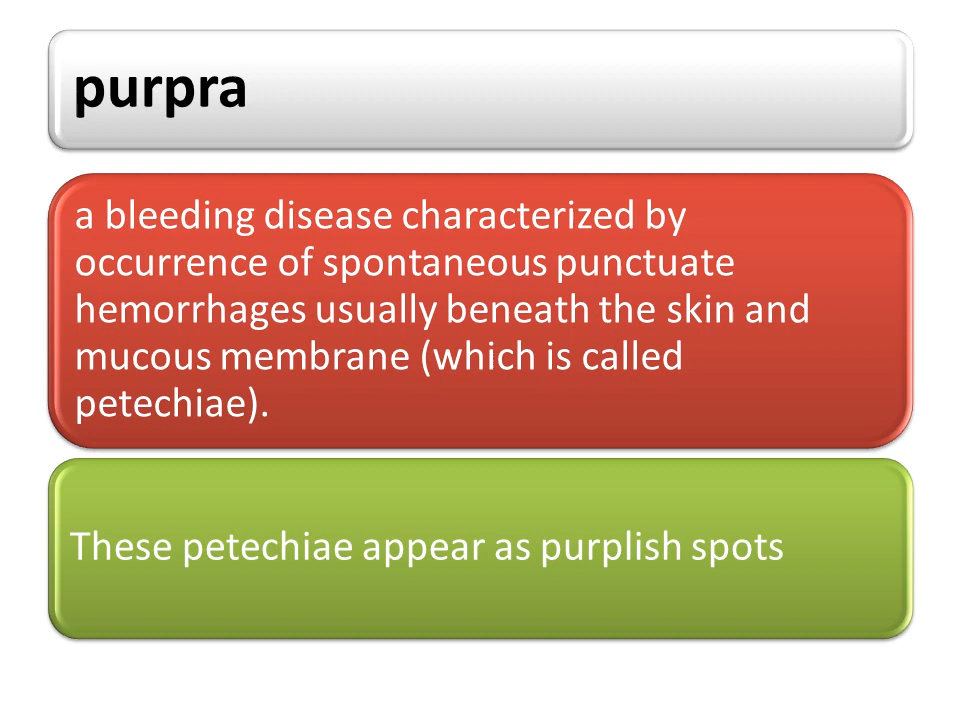 purpra
a bleeding disease characterized by
occurrence of spontaneous punctuate
hemorrhages usually beneath the skin and
mucous membrane (which is called
petechiae).
These petechiae appear as purplish spots